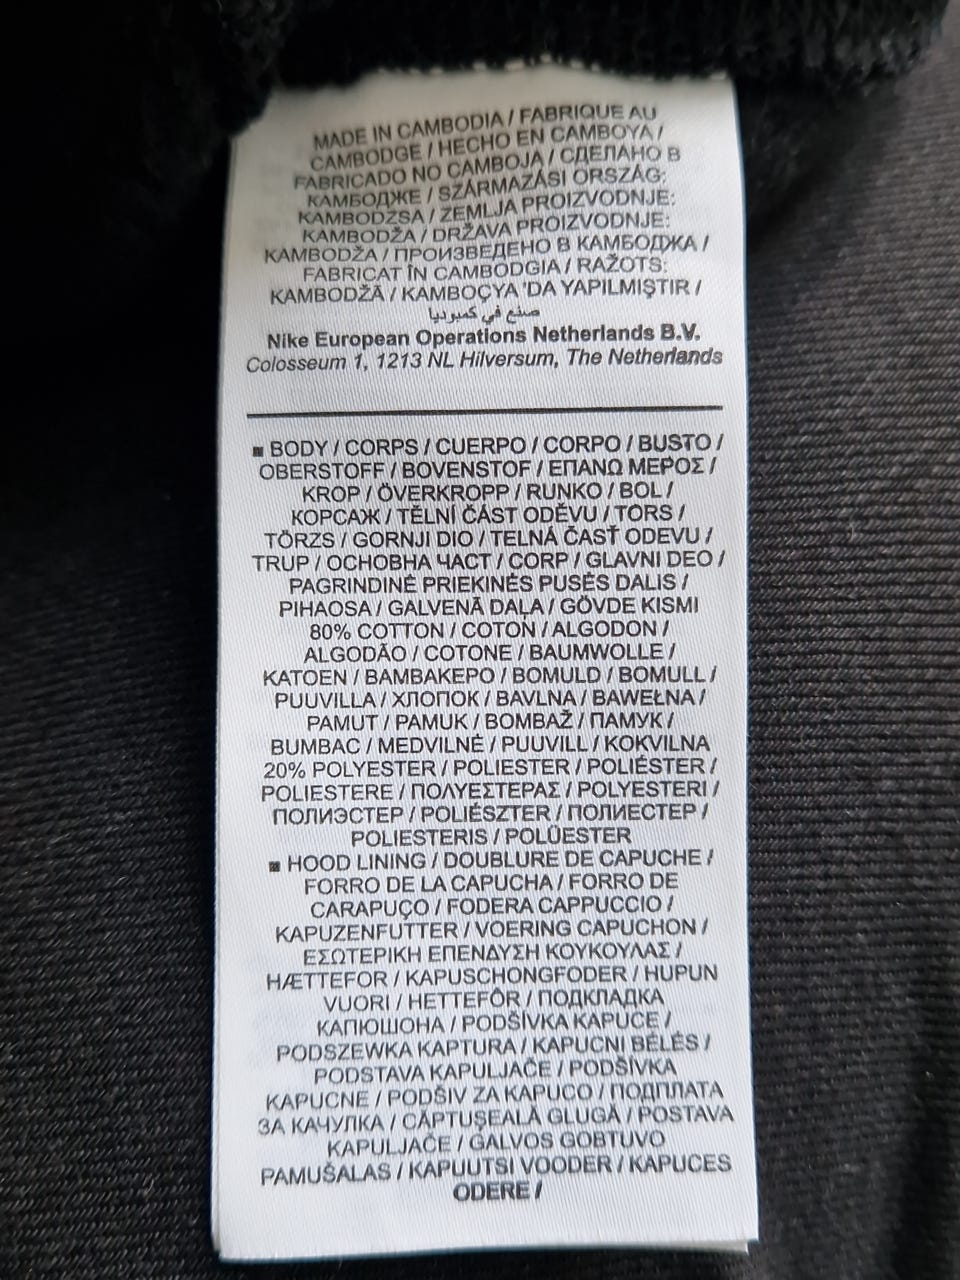 MADE IN CAMBODIA / FABRIQUE AU
CAMBODGE / HECHO EN CAMBOYA /
FABRICADO NO CAMBOJA / СДЕЛАНО В
КАМБОДЖЕ / SZÁRMAZÁSI ORSZÁG:
KAMBODZSA / ZEMLJA PROIZVODNJE:
KAMBODŽA / DRŽAVA PROIZVODNJE:
KAMBODŽA / ПРОИЗВЕДЕНО В КАМБОДЖА /
FABRICAT ÎN CAMBODGIA / RAŽOTS:
KAMBODŽĀ / KAMBOÇYA 'DA YAPILMIŞTIR /
صنع في كمبوديا
Nike European Operations Netherlands B.V.
Colosseum 1, 1213 NL Hilversum, The Netherlands
BODY / CORPS / CUERPO / CORPO / BUSTO /
OBERSTOFF / BOVENSTOF / ΕΠΑΝΩ ΜΕΡΟΣ /
KROP / ÖVERKROPP / RUNKO / BOL /
КОРСАЖ / TĚLNÍ ČÁST ODĚVU / TORS /
TÖRZS / GORNJI DIO / TELNÁ ČASŤ ODEVU /
TRUP / ОСНОВНА ЧАСТ / CORP / GLAVNI DEO /
PAGRINDINĖ PRIEKINĖS PUSĖS DALIS /
PIHAOSA / GALVENĀ DAĻA / GÖVDE KISMI
80% COTTON / COTON / ALGODON /
ALGODÃO / COTONE / BAUMWOLLE /
KATOEN / ΒΑΜΒΑΚΕΡΟ / BOMULD / BOMULL /
PUUVILLA / ХЛОПОК / BAVLNA / BAWEŁNA /
PAMUT / PAMUK / BOMBAŽ / ПАМУК /
BUMBAC / MEDVILNĖ / PUUVILL / KOKVILNA
20% POLYESTER / POLIESTER / POLIÉSTER /
POLIESTERE / ΠΟΛΥΕΣΤΕΡΑΣ / POLYESTERI /
ПОЛИЭСТЕР / POLIÉSZTER / ПОЛИЕСТЕР /
POLIESTERIS / POLÜESTER
HOOD LINING / DOUBLURE DE CAPUCHE /
FORRO DE LA CAPUCHA / FORRO DE
CARAPUÇO / FODERA CAPPUCCIO /
KAPUZENFUTTER / VOERING CAPUCHON /
ΕΣΩΤΕΡΙΚΗ ΕΠΕΝΔΥΣΗ ΚΟΥΚΟΥΛΑΣ /
HÆTTEFOR / KAPUSCHONGFODER / HUPUN
VUORI / HETTEFÔR / ПОДКЛАДКА
КАПЮШОНА / PODŠÍVKA KAPUCE /
PODSZEWKA KAPTURA / KAPUCNI BÉLÉS /
PODSTAVA KAPULJAČE / PODŠÍVKA
KAPUCNE / PODŠIV ZA KAPUCO / ПОДПЛАТА
ЗА КАЧУЛКА / CĂPTUŞEALĂ GLUGĂ / POSTAVA
KAPULJAČE / GALVOS GOBTUVO
PAMUŠALAS / KAPUUTSI VOODER / KAPUCES
ODERE /